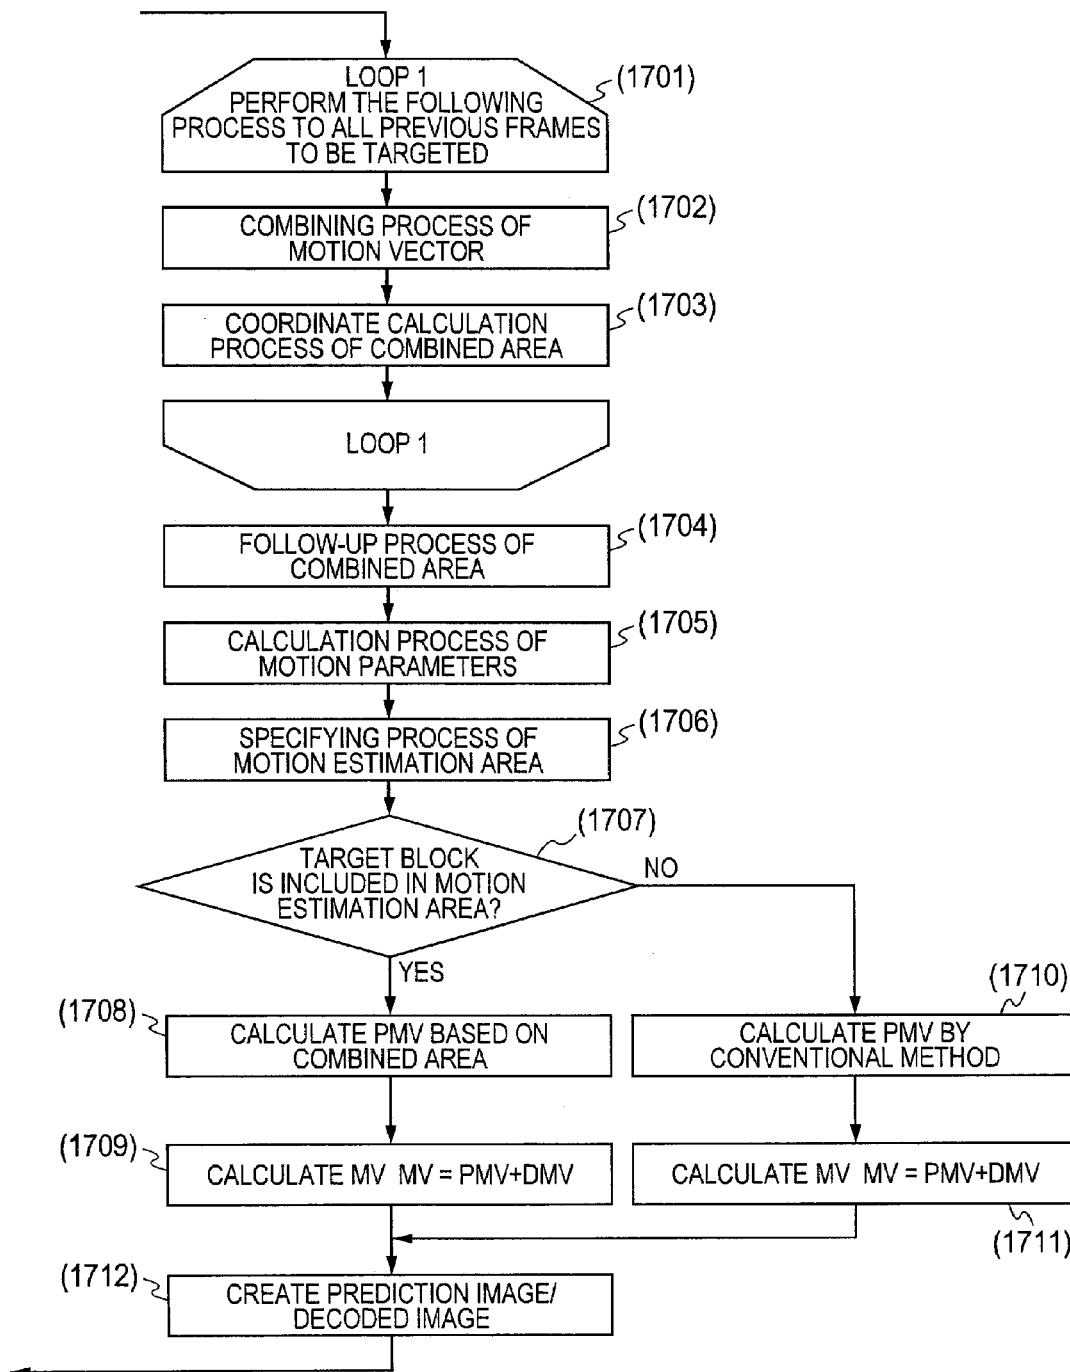 LOOP 1
PERFORM THE FOLLOWING
PROCESS TO ALL PREVIOUS FRAMES
TO BE TARGETED
(1701)
COMBINING PROCESS OF
MOTION VECTOR
(1702)
COORDINATE CALCULATION
PROCESS OF COMBINED AREA
(1703)
LOOP 1
FOLLOW-UP PROCESS OF
COMBINED AREA
(1704)
CALCULATION PROCESS OF
MOTION PARAMETERS
(1705)
SPECIFYING PROCESS OF
MOTION ESTIMATION AREA
(1706)
TARGET BLOCK
IS INCLUDED IN MOTION
ESTIMATION AREA?
(1707)
NO
YES
(1708)
CALCULATE PMV BASED ON
COMBINED AREA
(1710)
CALCULATE PMV BY
CONVENTIONAL METHOD
(1709)
CALCULATE MV MV = PMV+DMV
CALCULATE MV MV = PMV+DMV
(1711)
(1712)
CREATE PREDICTION IMAGE/
DECODED IMAGE